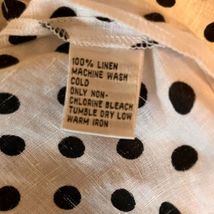 100% LINEN
MACHINE WASH
COLD
ONLY NON-
CHLORINE BLEACH
TUMBLE DRY LOW
WARM IRON